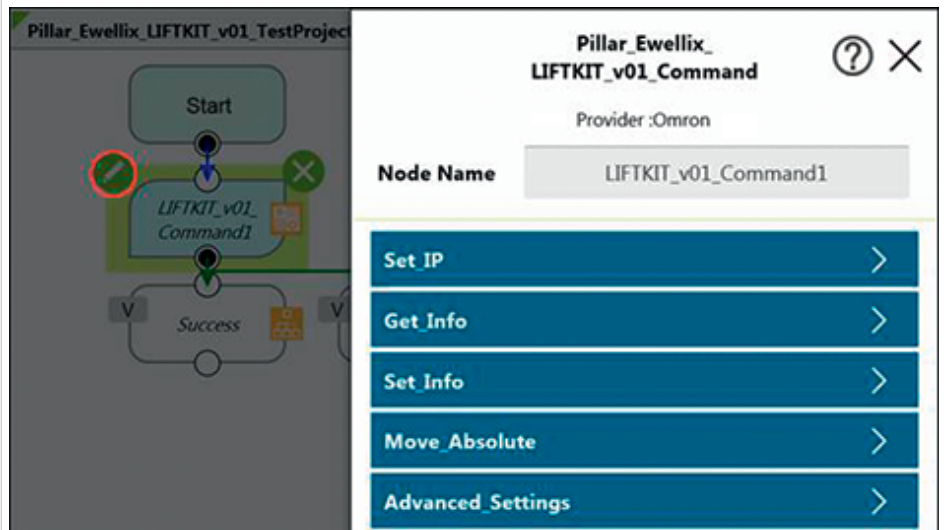 Pillar_Ewellix_LIFTKIT_v01_TestProject
Start
LIFTKIT_v01_
Command1
V
Success
V
Pillar_Ewellix_
LIFTKIT_v01_Command
Provider :Omron
Node Name
LIFTKIT_v01_Command1
Set_IP
Get_Info
Set_Info
Move_Absolute
Advanced_Settings